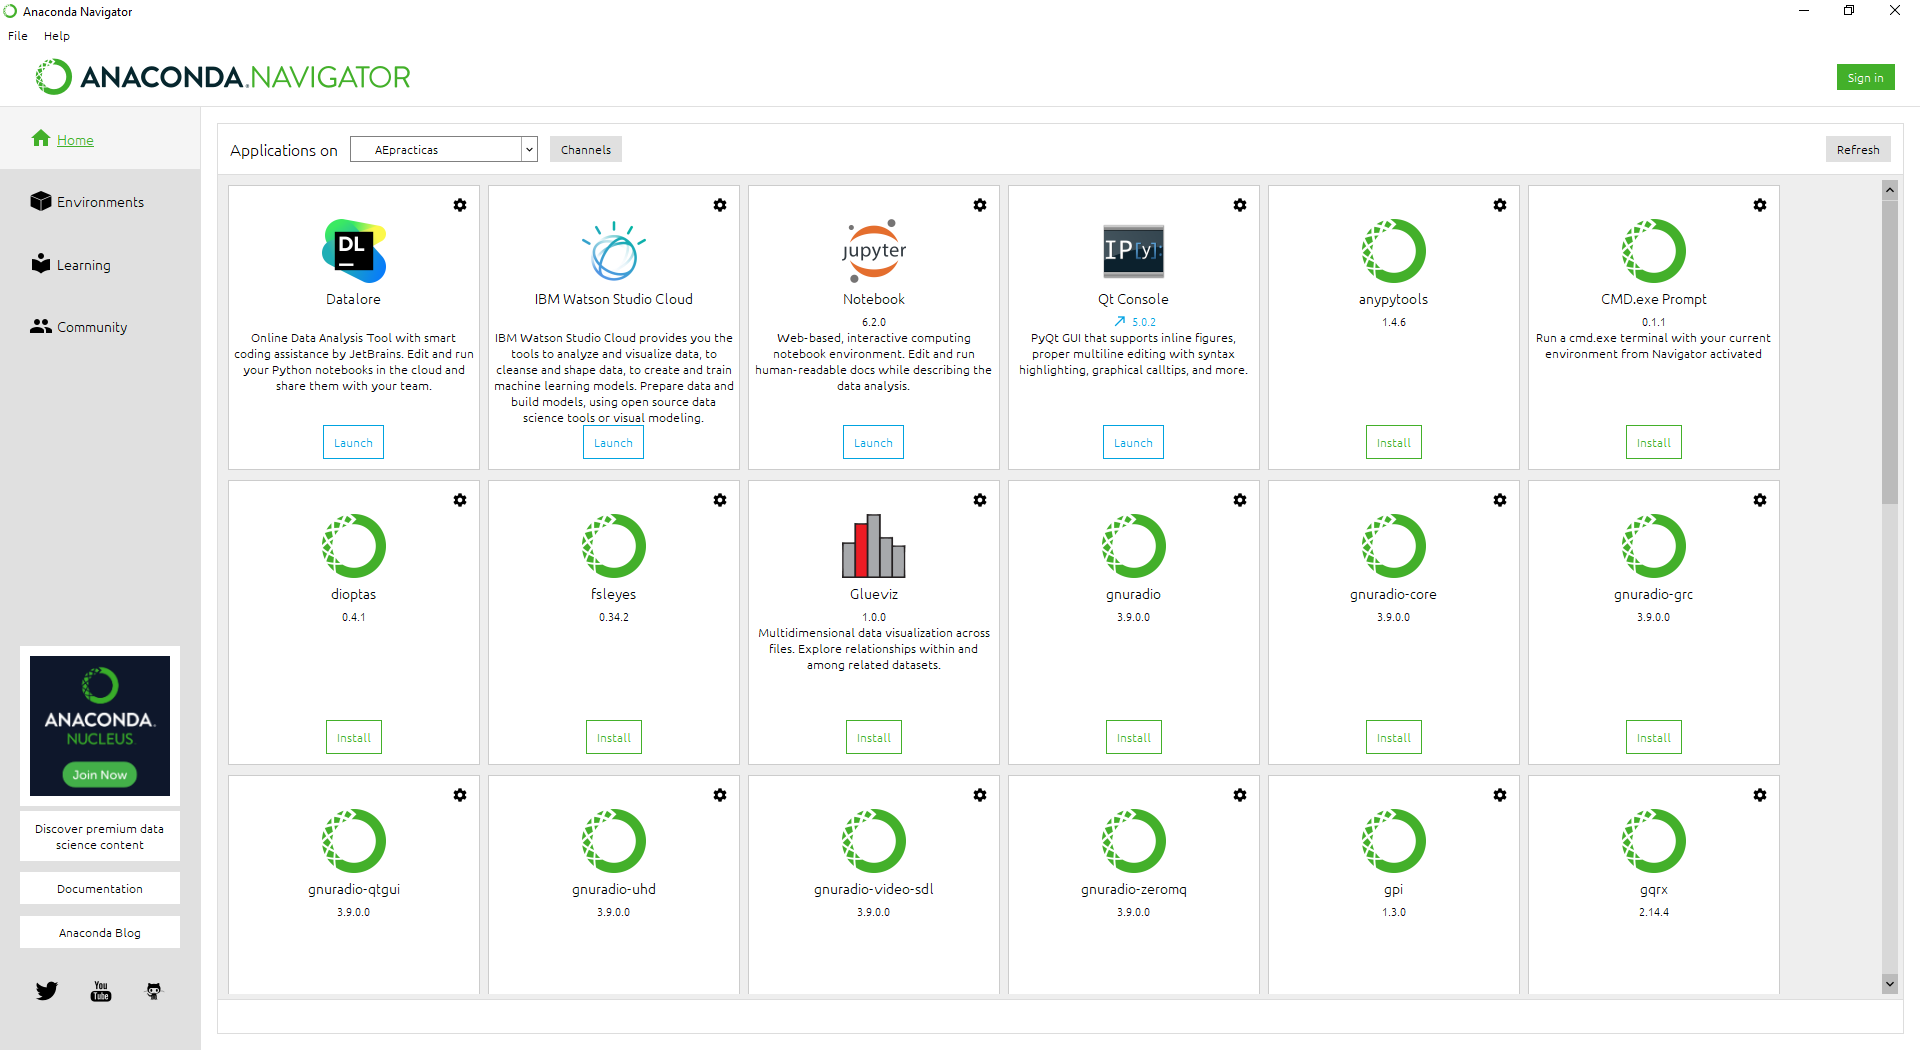 Anaconda Navigator
File Help
ANACONDA.NAVIGATOR
Sign in
Home
Environments
Learning
Community
ANACONDA.
NUCLEUS
Join Now
Discover premium data
science content
Documentation
Anaconda Blog
You
Tube
Applications on AEpracticas Channels Refresh
DL
Datalore
Online Data Analysis Tool with smart
coding assistance by JetBrains. Edit and run
your Python notebooks in the cloud and
share them with your team.
Launch
IBM Watson Studio Cloud
IBM Watson Studio Cloud provides you the
tools to analyze and visualize data, to
cleanse and shape data, to create and train
machine learning models. Prepare data and
build models, using open source data
science tools or visual modeling.
Launch
jupyter
Notebook
6.2.0
Web-based, interactive computing
notebook environment. Edit and run
human-readable docs while describing the
data analysis.
Launch
IP[y]:
Qt Console
5.0.2
PyQt GUI that supports inline figures,
proper multiline editing with syntax
highlighting, graphical calltips, and more.
Launch
anypytools
1.4.6
Install
CMD.exe Prompt
0.1.1
Run a cmd.exe terminal with your current
environment from Navigator activated
Install
dioptas
0.4.1
Install
fsleyes
0.34.2
Install
Glueviz
1.0.0
Multidimensional data visualization across
files. Explore relationships within and
among related datasets.
Install
gnuradio
3.9.0.0
Install
gnuradio-core
3.9.0.0
Install
gnuradio-grc
3.9.0.0
Install
gnuradio-qtgui
3.9.0.0
gnuradio-uhd
3.9.0.0
gnuradio-video-sdl
3.9.0.0
gnuradio-zeromq
3.9.0.0
gpi
1.3.0
gqrx
2.14.4